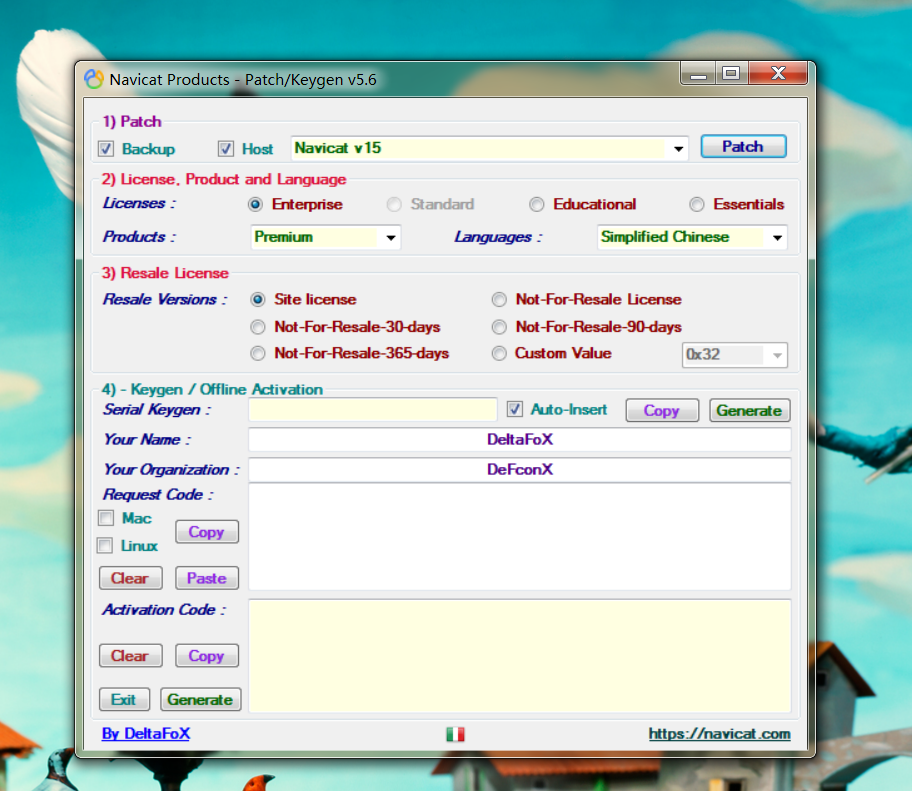 Navicat Products - Patch/Keygen v5.6
1) Patch
Backup Host Navicat v15 Patch
2) License, Product and Language
Licenses : Enterprise Standard Educational Essentials
Products : Premium Languages : Simplified Chinese
3) Resale License
Resale Versions : Site license Not-For-Resale License
Not-For-Resale-30-days Not-For-Resale-90-days
Not-For-Resale-365-days Custom Value 0x32
4) - Keygen / Offline Activation
Serial Keygen : Auto-Insert Copy Generate
Your Name : DeltaFoX
Your Organization : DeFconX
Request Code :
Mac
Copy
Linux
Clear Paste
Activation Code :
Clear Copy
Exit Generate
By DeltaFoX https://navicat.com